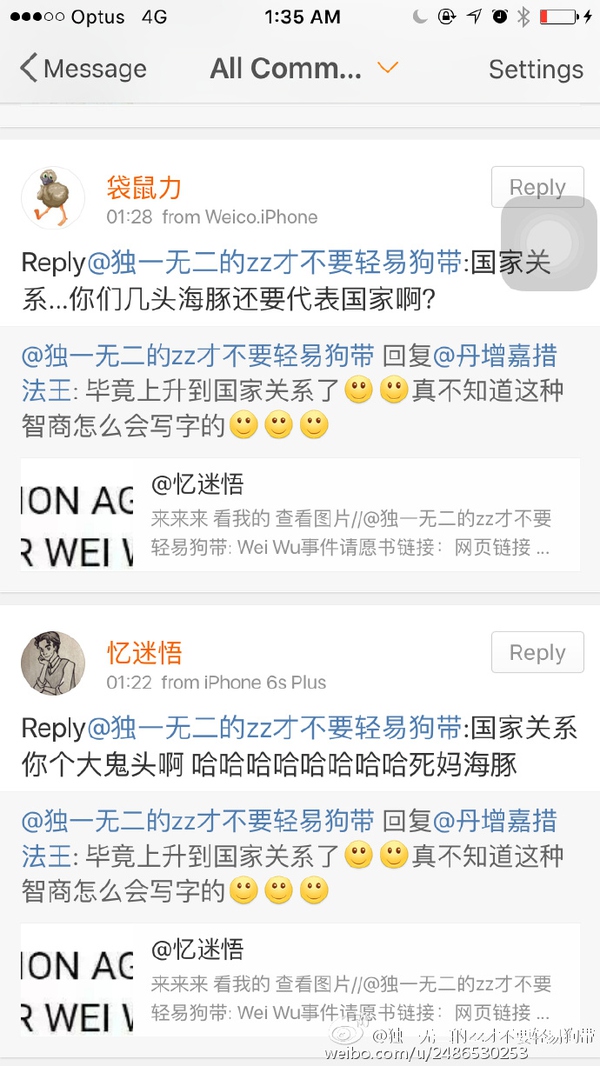 Optus 4G 1:35 AM
Message All Comm... Settings
袋鼠力 Reply
01:28 from Weico.iPhone
Reply@独一无二的zz才不要轻易狗带:国家关
系...你们几头海豚还要代表国家啊?
@独一无二的zz才不要轻易狗带 回复@丹增嘉措
法王: 毕竟上升到国家关系了🙂🙂真不知道这种
智商怎么会写字的🙂🙂🙂
ION AG
R WEI W
@忆迷悟
来来来 看我的 查看图片//@独一无二的zz才不要
轻易狗带: Wei Wu事件请愿书链接：网页链接 ...
忆迷悟 Reply
01:22 from iPhone 6s Plus
Reply@独一无二的zz才不要轻易狗带:国家关系
你个大鬼头啊 哈哈哈哈哈哈哈哈死妈海豚
@独一无二的zz才不要轻易狗带 回复@丹增嘉措
法王: 毕竟上升到国家关系了🙂🙂真不知道这种
智商怎么会写字的🙂🙂🙂
ION AG
R WEI W
@忆迷悟
来来来 看我的 查看图片//@独一无二的zz才不要
轻易狗带: Wei Wu事件请愿书链接：网页链接 ...
@独一无二的zz才不要轻易狗带
weibo.com/u/2486530253